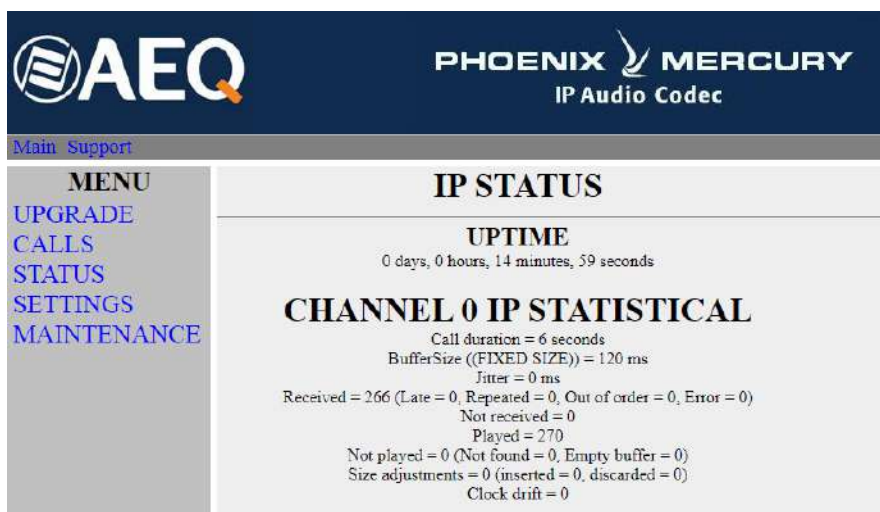 AEQ
PHOENIX MERCURY
IP Audio Codec
Main Support
MENU
UPGRADE
CALLS
STATUS
SETTINGS
MAINTENANCE
IP STATUS
UPTIME
0 days, 0 hours, 14 minutes, 59 seconds
CHANNEL 0 IP STATISTICAL
Call duration = 6 seconds
BufferSize ((FIXED SIZE)) = 120 ms
Jitter = 0 ms
Received = 266 (Late = 0, Repeated = 0, Out of order = 0, Error = 0)
Not received = 0
Played = 270
Not played = 0 (Not found = 0, Empty buffer = 0)
Size adjustments = 0 (inserted = 0, discarded = 0)
Clock drift = 0